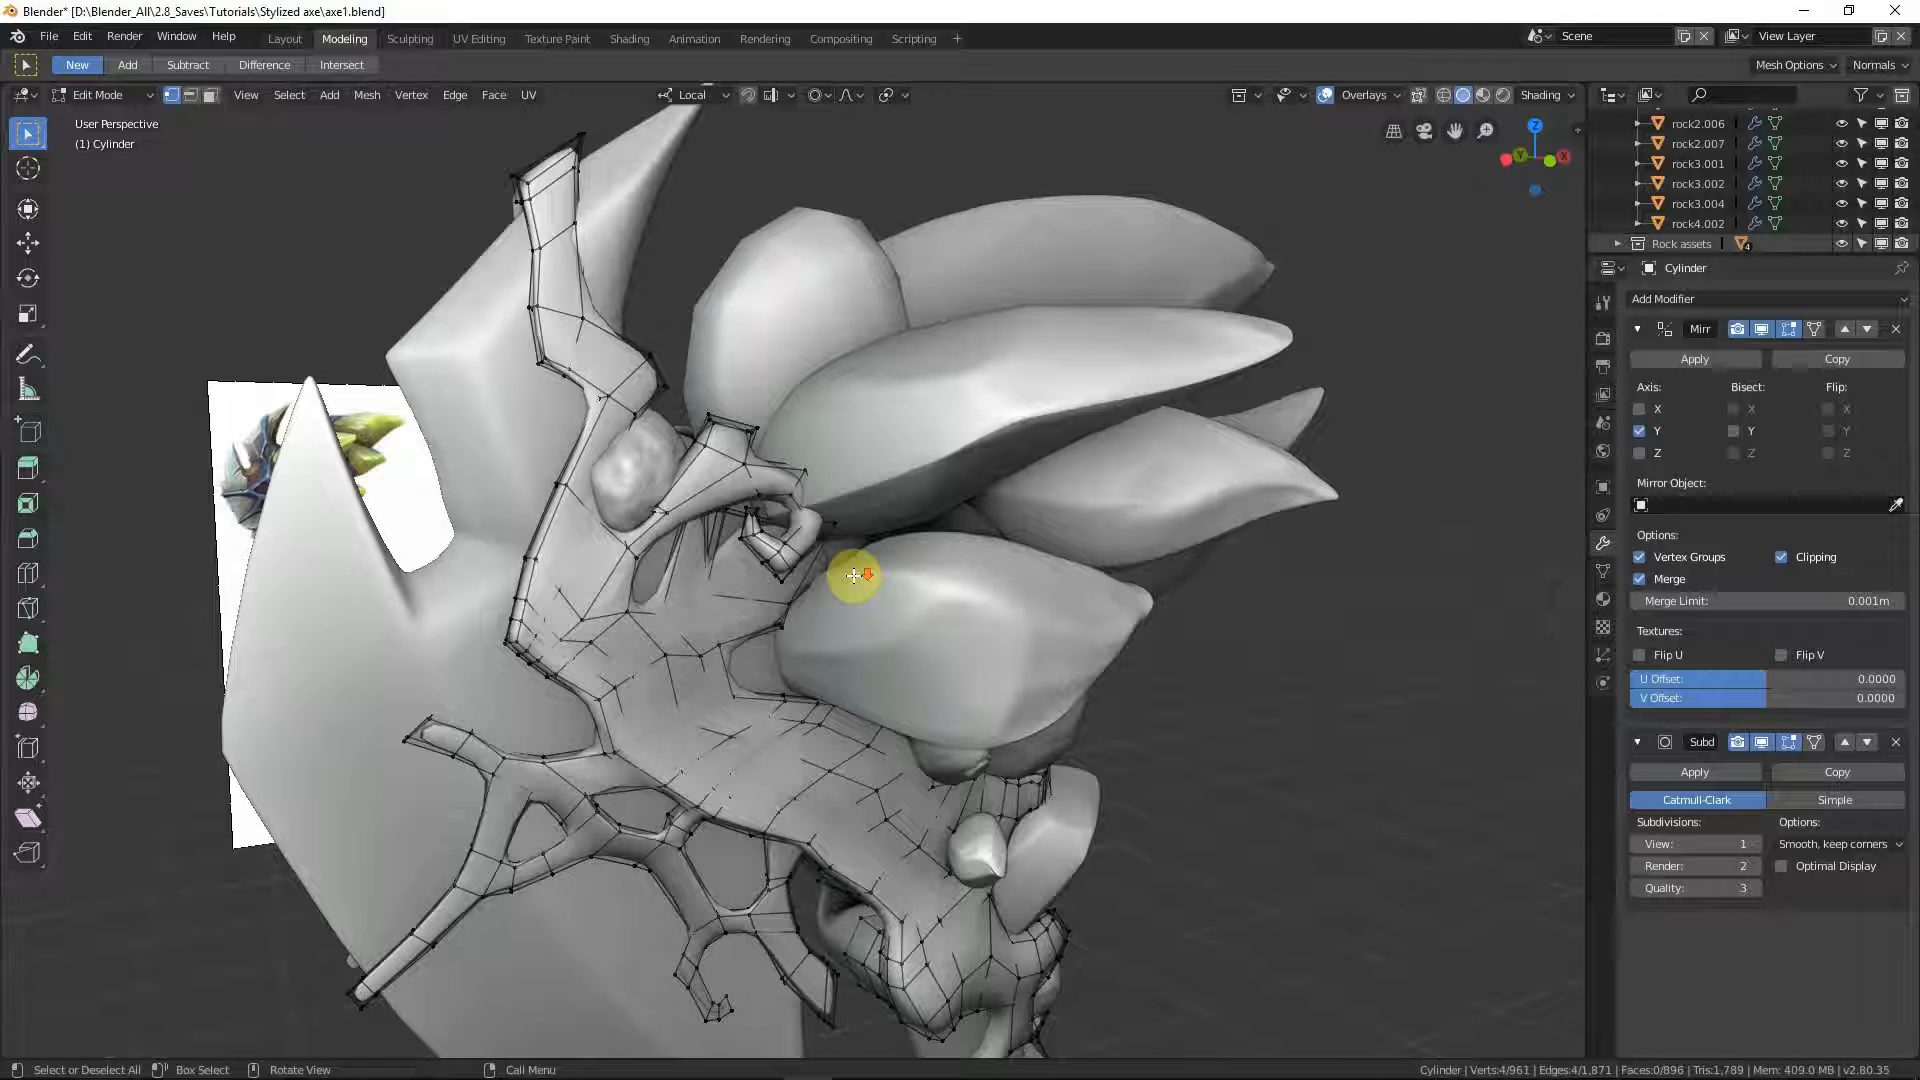 Blender* [D:\Blender_All\2.8_Saves\Tutorials\Stylized axe\axe1.blend]
File Edit Render Window Help Layout Modeling Sculpting UV Editing Texture Paint Shading Animation Rendering Compositing Scripting + Scene View Layer
New Add Subtract Difference Intersect Mesh Options Normals
Edit Mode View Select Add Mesh Vertex Edge Face UV Local Overlays Shading
User Perspective
(1) Cylinder
Z
Y X
rock2.006
rock2.007
rock3.001
rock3.002
rock3.004
rock4.002
Rock assets 4
Cylinder
Add Modifier
Mirr
Apply Copy
Axis: Bisect: Flip:
X X X
Y Y Y
Z Z Z
Mirror Object:
Options:
Vertex Groups Clipping
Merge
Merge Limit: 0.001m
Textures:
Flip U Flip V
U Offset: 0.0000
V Offset: 0.0000
Subd
Apply Copy
Catmull-Clark Simple
Subdivisions: Options:
View: 1 Smooth, keep corners
Render: 2 Optimal Display
Quality: 3
Select or Deselect All Box Select Rotate View Call Menu Cylinder | Verts:4/961 | Edges:4/1,871 | Faces:0/896 | Tris:1,789 | Mem: 409.0 MB | v2.80.35